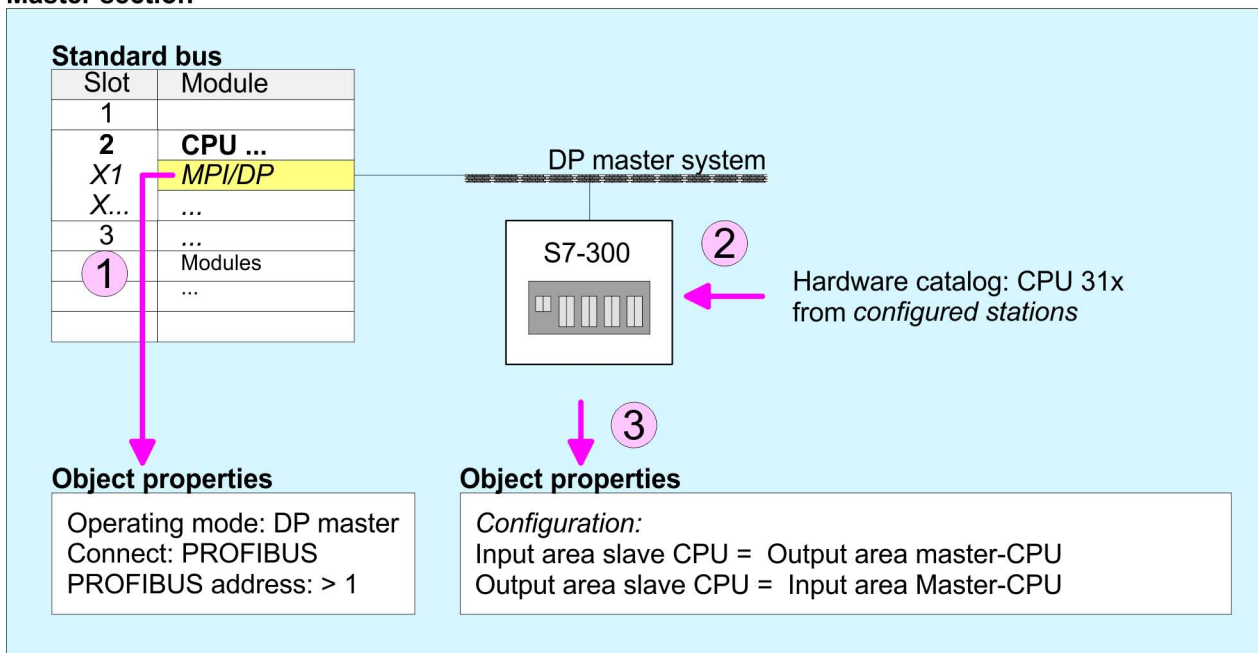 Master section
Standard bus
Slot Module
1
2 CPU ...
X1 MPI/DP
X... ...
3 ...
Modules
...
1
DP master system
S7-300
2
Hardware catalog: CPU 31x
from configured stations
3
Object properties
Operating mode: DP master
Connect: PROFIBUS
PROFIBUS address: > 1
Object properties
Configuration:
Input area slave CPU = Output area master-CPU
Output area slave CPU = Input area Master-CPU